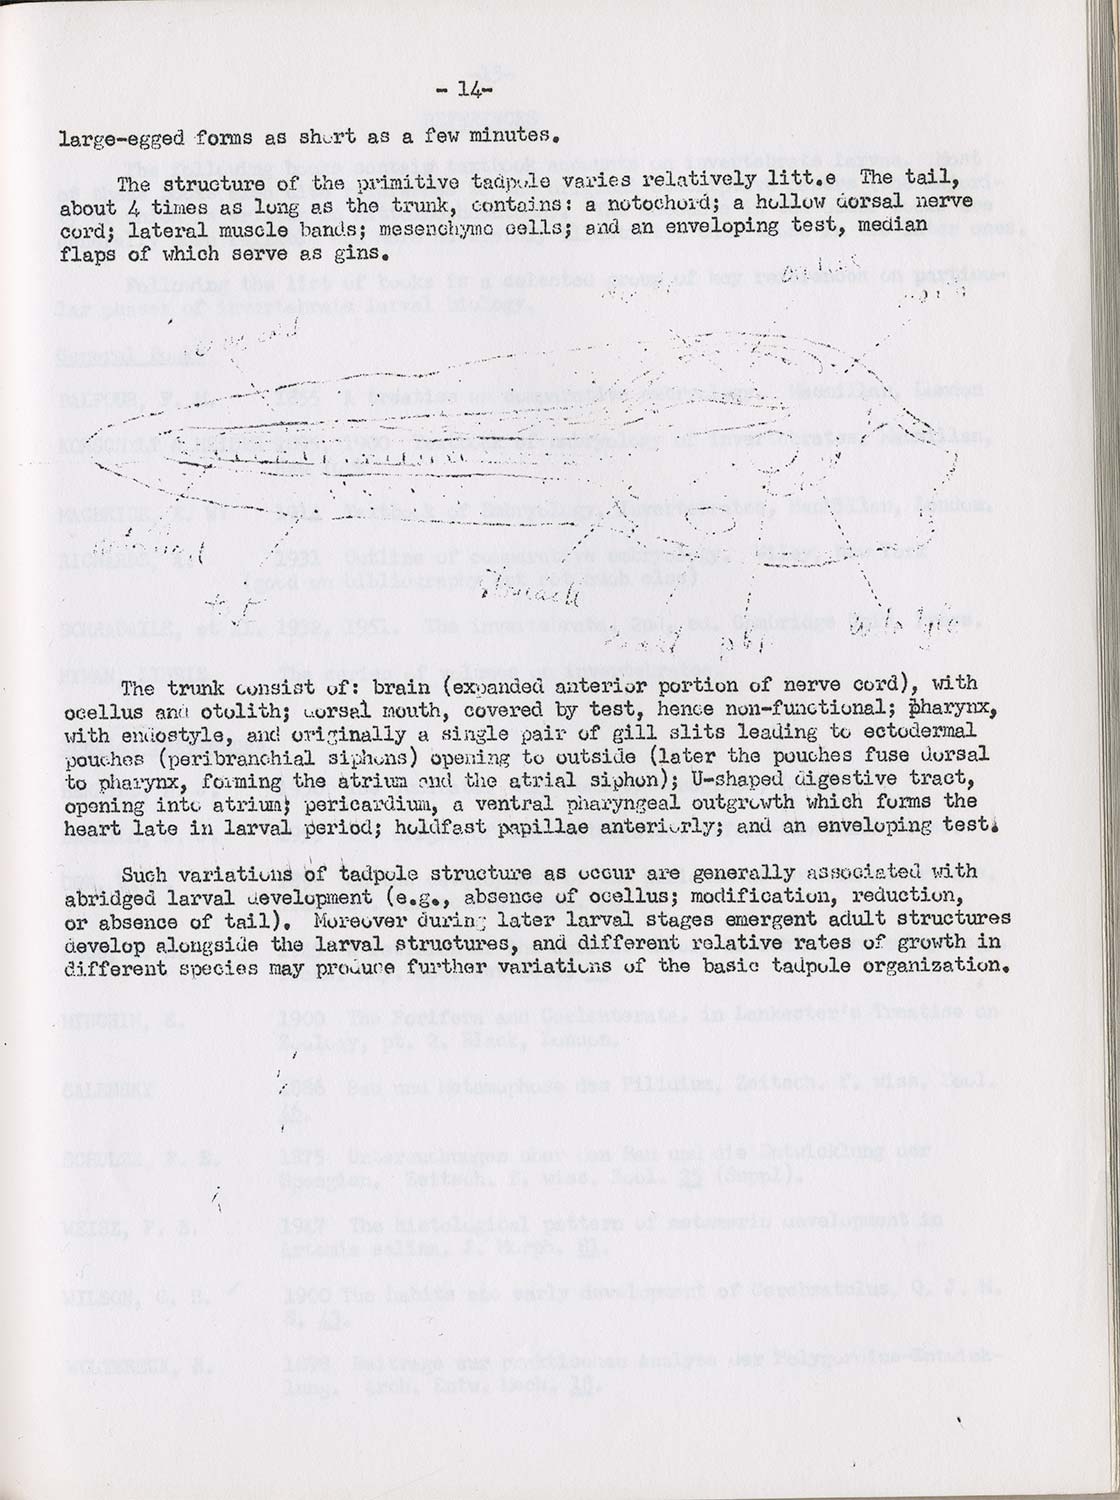 - 14-
large-egged forms as short as a few minutes.
The structure of the primitive tadpole varies relatively litt.e The tail,
about 4 times as long as the trunk, contains: a notochord; a hollow dorsal nerve
cord; lateral muscle bands; mesenchyme cells; and an enveloping test, median
flaps of which serve as gins.
stomach
The trunk consist of: brain (expanded anterior portion of nerve cord), with
ocellus and otolith; dorsal mouth, covered by test, hence non-functional; pharynx,
with endostyle, and originally a single pair of gill slits leading to ectodermal
pouches (peribranchial siphons) opening to outside (later the pouches fuse dorsal
to pharynx, forming the atrium and the atrial siphon); U-shaped digestive tract,
opening into atrium; pericardium, a ventral pharyngeal outgrowth which forms the
heart late in larval period; holdfast papillae anteriorly; and an enveloping test.
Such variations of tadpole structure as occur are generally associated with
abridged larval development (e.g., absence of ocellus; modification, reduction,
or absence of tail). Moreover during later larval stages emergent adult structures
develop alongside the larval structures, and different relative rates of growth in
different species may produce further variations of the basic tadpole organization.